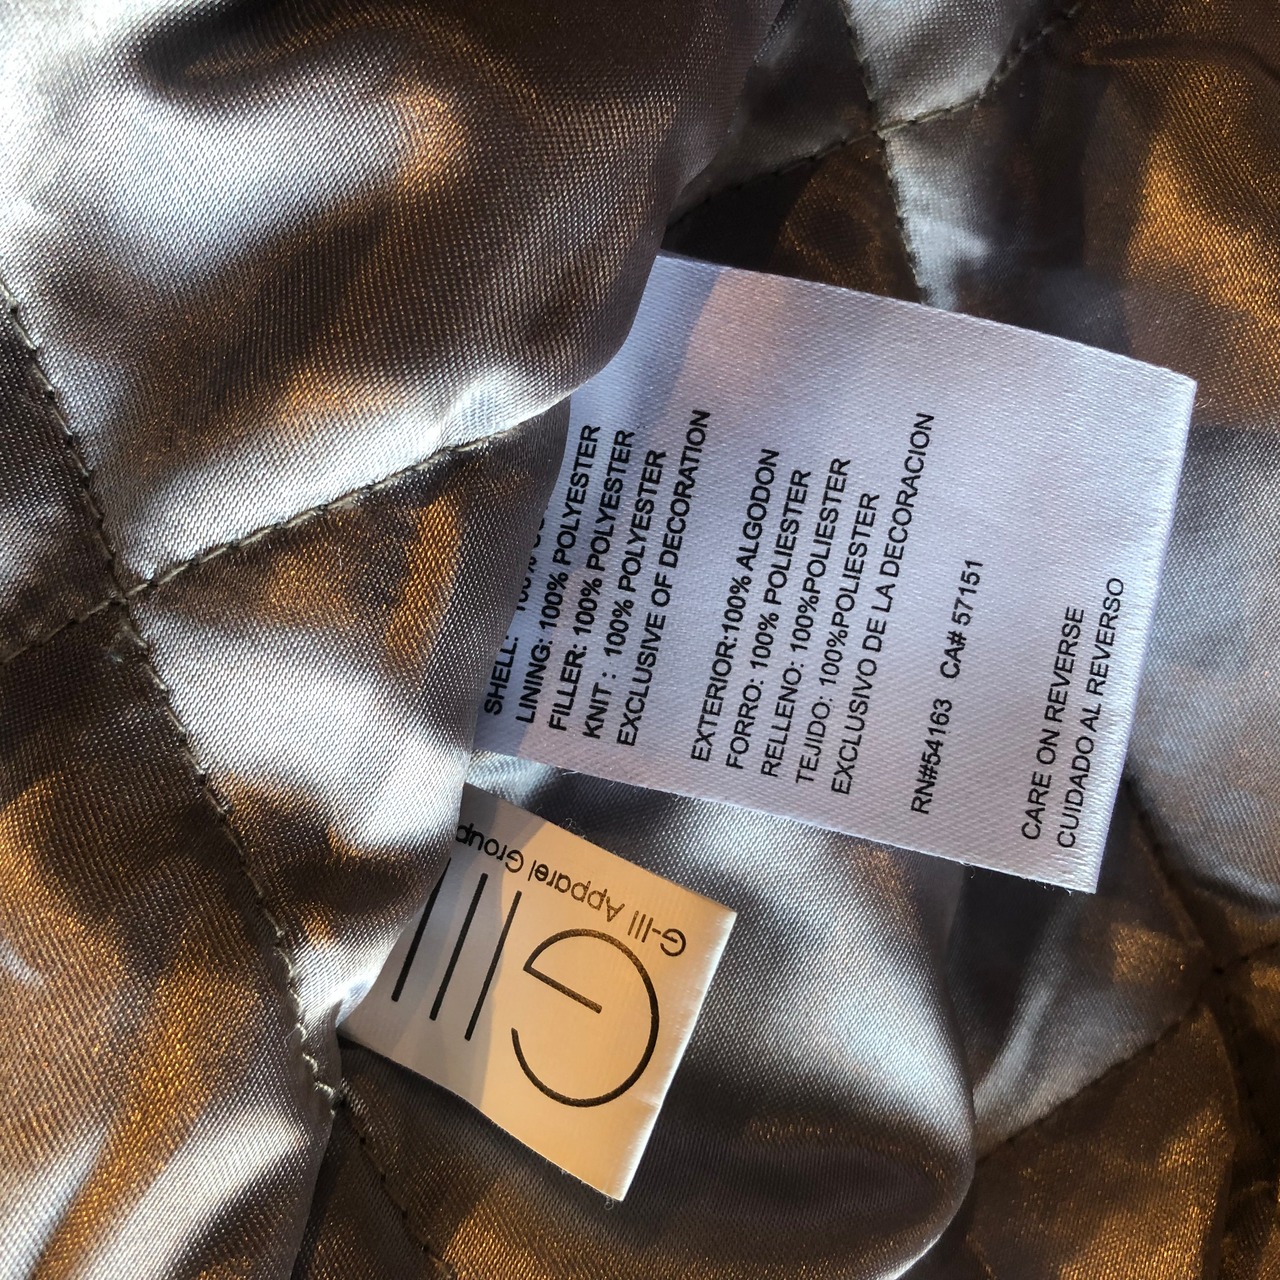 SHELL: 100%
LINING: 100% POLYESTER
FILLER: 100% POLYESTER
KNIT : 100% POLYESTER
EXCLUSIVE OF DECORATION
EXTERIOR:100% ALGODON
FORRO: 100% POLIESTER
RELLENO: 100%POLIESTER
TEJIDO: 100%POLIESTER
EXCLUSIVO DE LA DECORACION
RN#54163 CA# 57151
CARE ON REVERSE
CUIDADO AL REVERSO
GIII
G-III Apparel Group